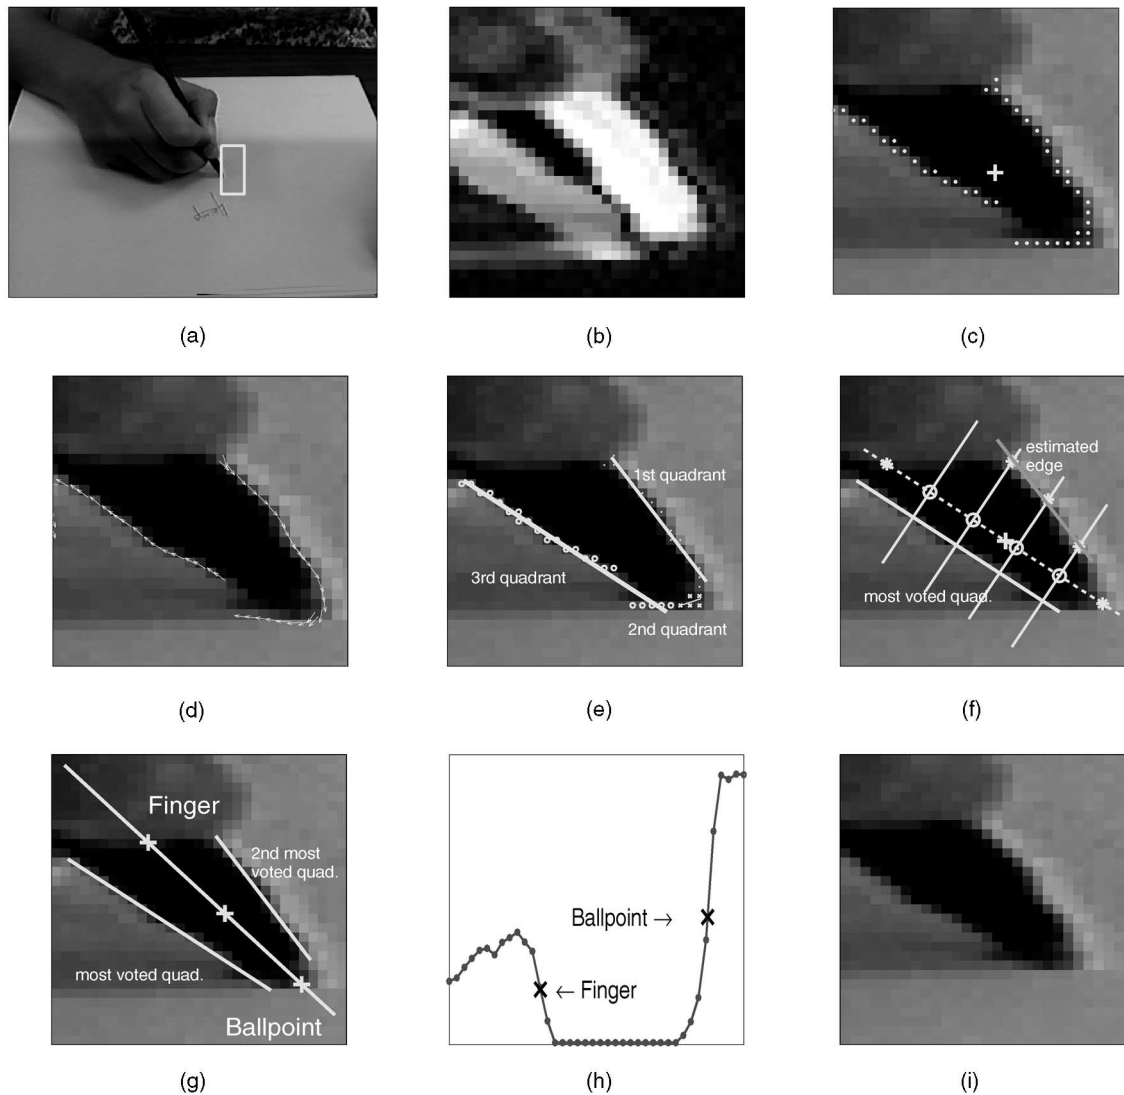 (a)
(b)
(c)
1st quadrant
3rd quadrant
2nd quadrant
estimated
edge
most voted quad.
(d)
(e)
(f)
Finger
2nd most
voted quad.
most voted quad.
Ballpoint
Ballpoint →
← Finger
(g)
(h)
(i)